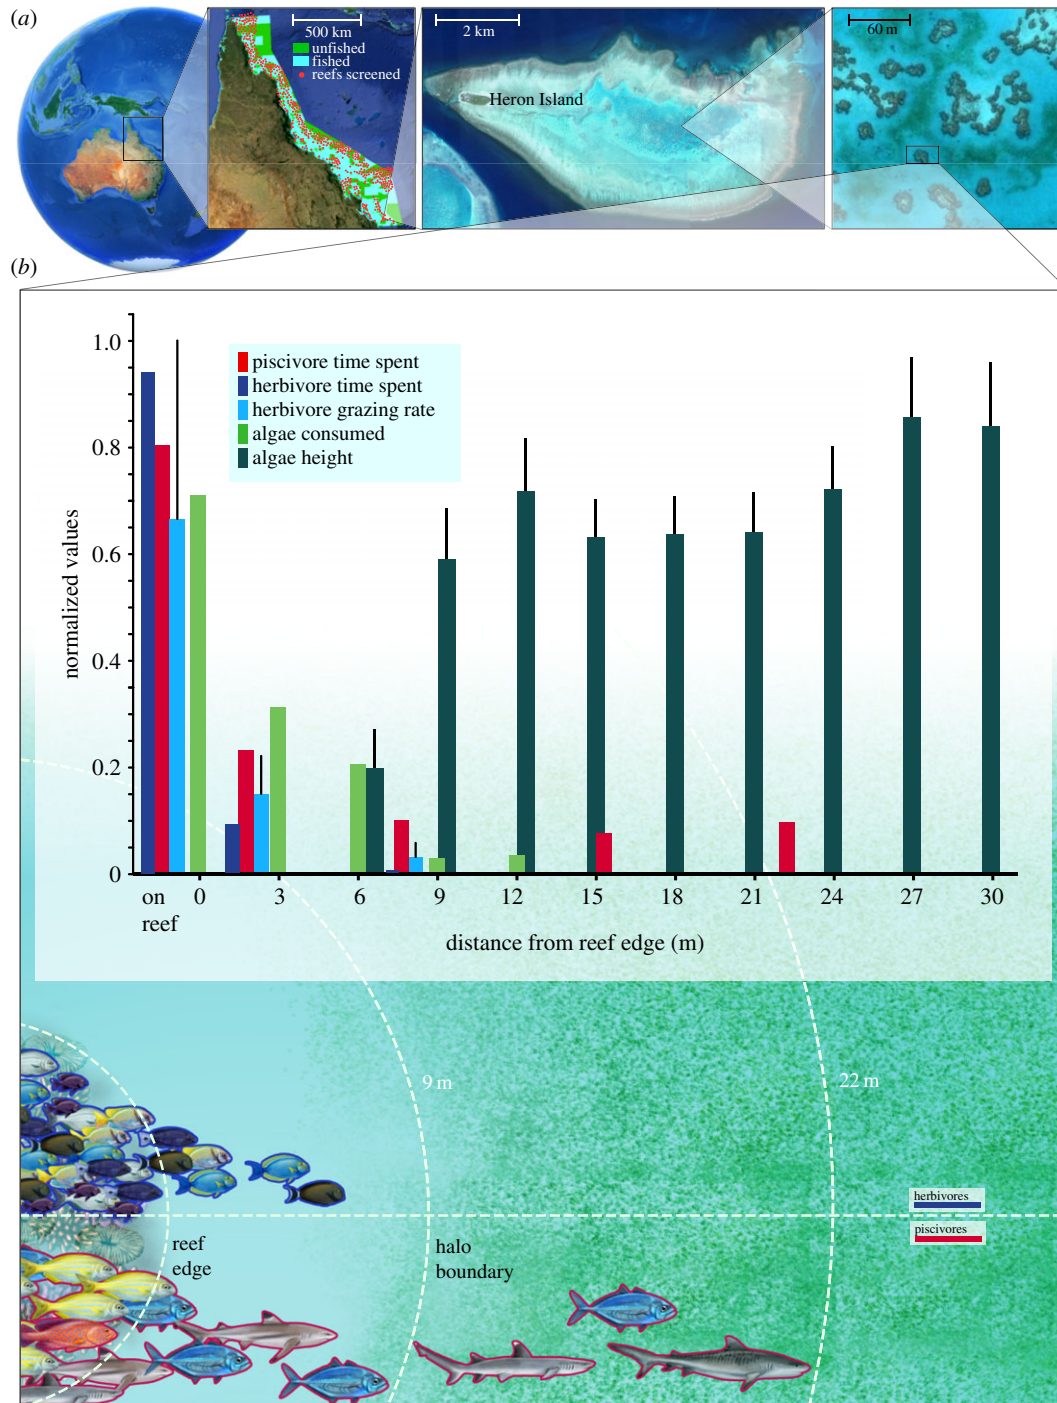 (a)
500 km
unfished
fished
reefs screened
2 km
Heron Island
60 m
(b)
normalized values
1.0
0.8
0.6
0.4
0.2
0
piscivore time spent
herbivore time spent
herbivore grazing rate
algae consumed
algae height
on reef
0
3
6
9
12
15
18
21
24
27
30
distance from reef edge (m)
9 m
22 m
herbivores
piscivores
reef
edge
halo
boundary